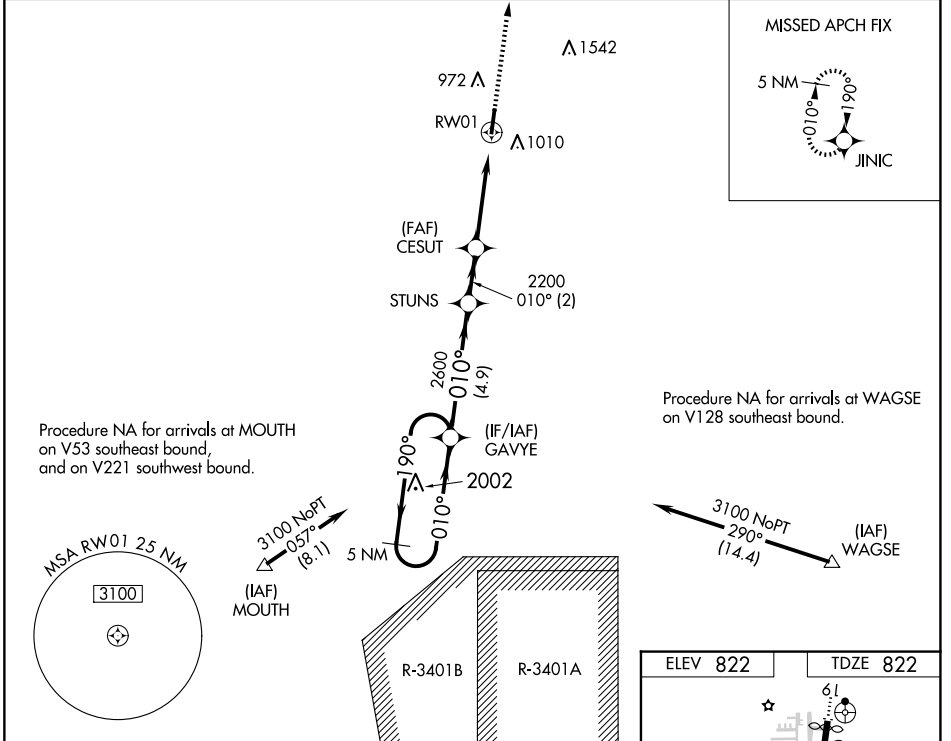 MISSED APCH FIX
5 NM
010°
190°
JINIC
1542
972
RW01
1010
(FAF)
CESUT
2200
010° (2)
STUNS
2600
010°
(4.9)
Procedure NA for arrivals at MOUTH
on V53 southeast bound,
and on V221 southwest bound.
Procedure NA for arrivals at WAGSE
on V128 southeast bound.
(IF/IAF)
GAVYE
190°
2002
010°
5 NM
3100 NoPT
057°
(8.1)
(IAF)
MOUTH
3100 NoPT
290°
(14.4)
(IAF)
WAGSE
MSA RW01 25 NM
3100
R-3401B
R-3401A
ELEV 822
TDZE 822
19